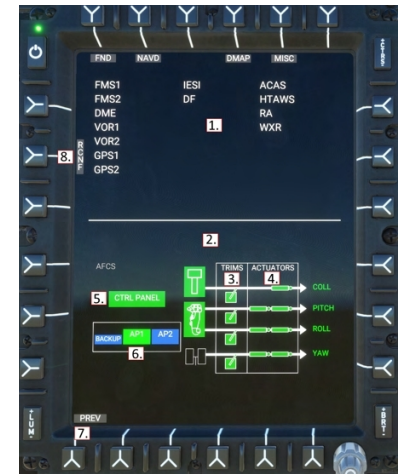 FND NAVD DMAP MISC
+CTRS-
FMS1 IESI ACAS
FMS2 DF HTAWS
DME RA
VOR1 WXR
1.
VOR2
8. RCNF
GPS1
GPS2
2.
AFCS
TRIMS ACTUATORS
3. 4.
COLL
5. CTRL PANEL
PITCH
ROLL
BACKUP AP1 AP2
6.
YAW
+LUM-
PREV
+BRT-
7.